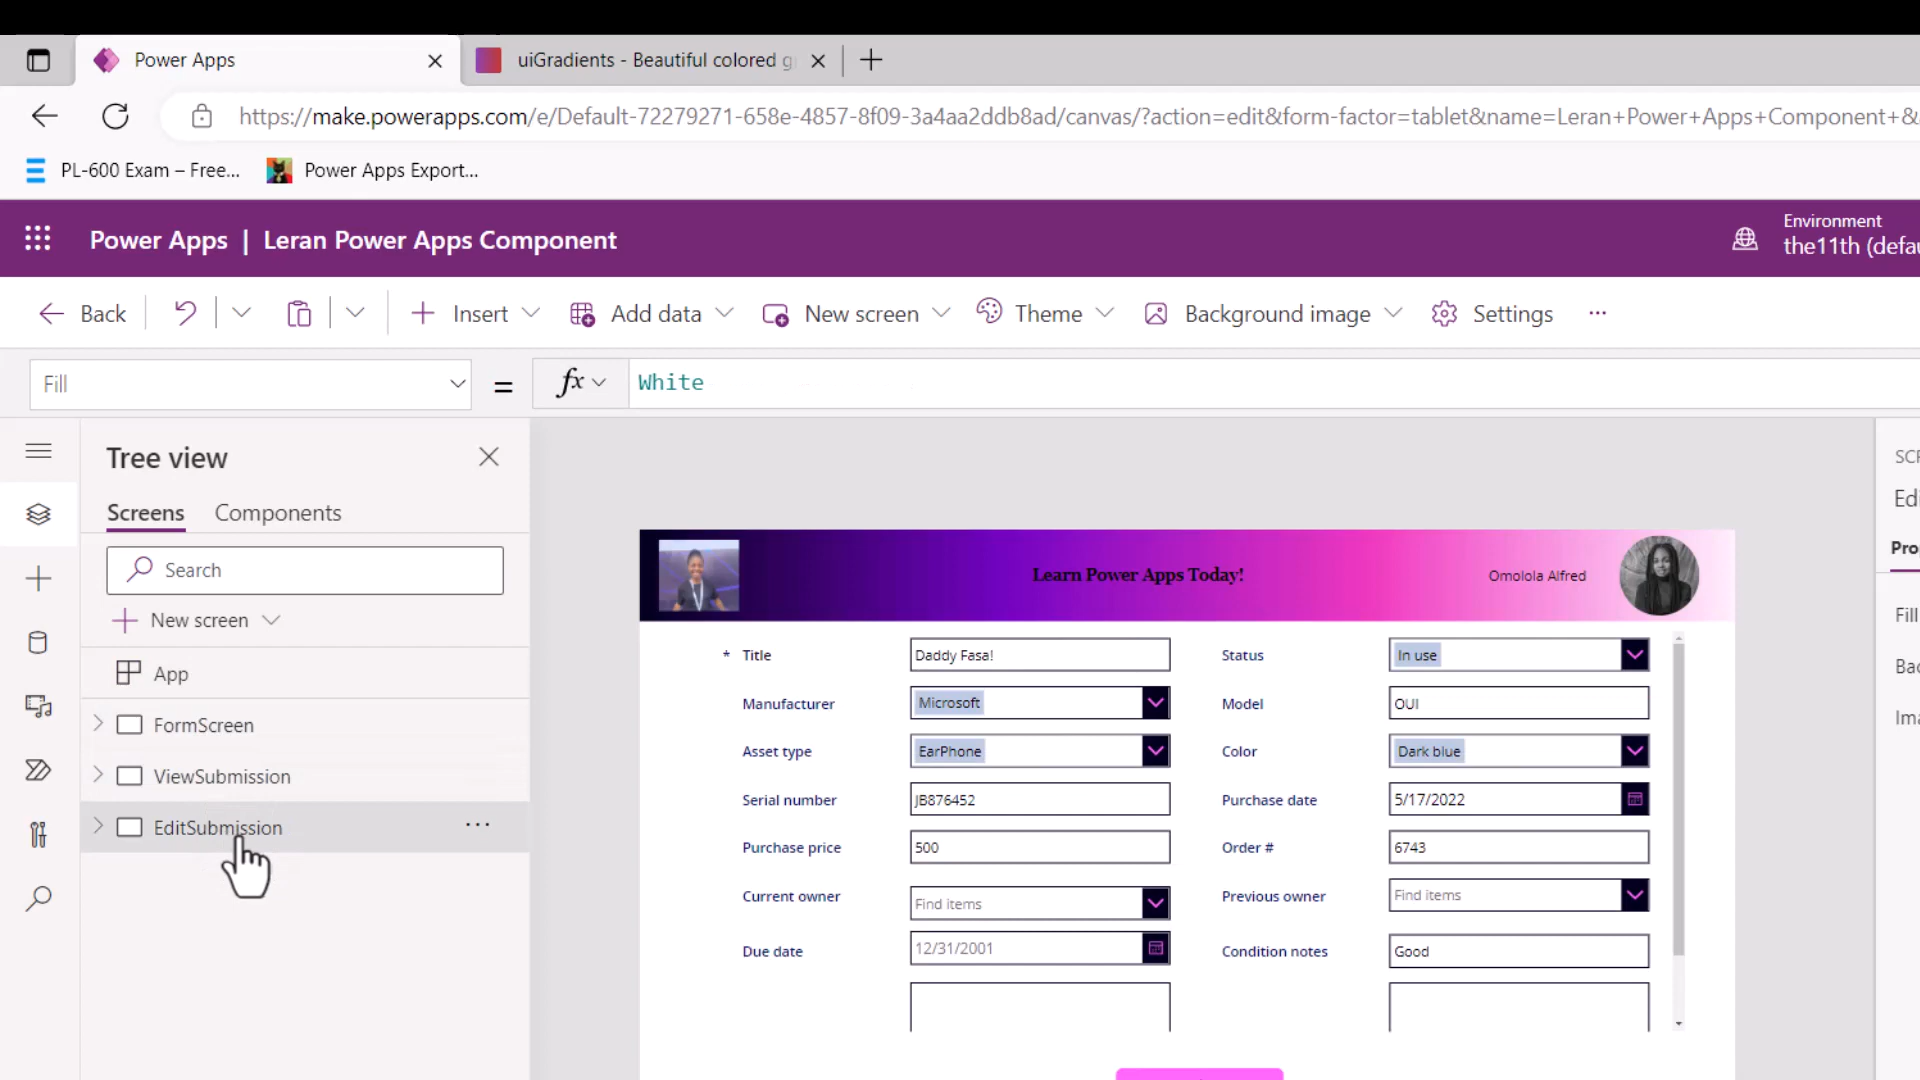 Power Apps
uiGradients - Beautiful colored g
https://make.powerapps.com/e/Default-72279271-658e-4857-8f09-3a4aa2ddb8ad/canvas/?action=edit&form-factor=tablet&name=Leran+Power+Apps+Component+&
PL-600 Exam – Free...
Power Apps Export...
Power Apps | Leran Power Apps Component
Environment
the11th (defau
Back
Insert
Add data
New screen
Theme
Background image
Settings
Fill
=
fx
White
Tree view
Screens
Components
Search
New screen
App
FormScreen
ViewSubmission
EditSubmission
Learn Power Apps Today!
Omolola Alfred
* Title
Daddy Fasa!
Status
In use
Manufacturer
Microsoft
Model
OUI
Asset type
EarPhone
Color
Dark blue
Serial number
JB876452
Purchase date
5/17/2022
Purchase price
500
Order #
6743
Current owner
Find items
Previous owner
Find items
Due date
12/31/2001
Condition notes
Good
SCR
Edi
Pro
Fill
Bac
Ima